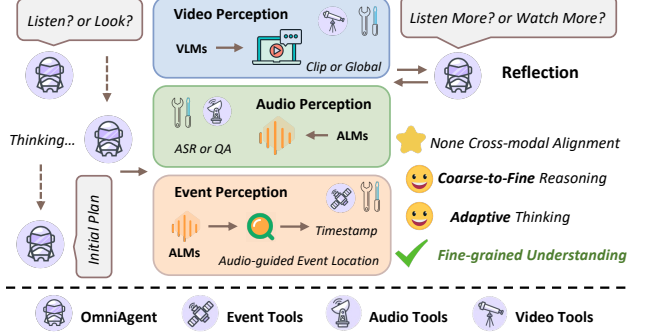 Listen? or Look?
Thinking...
Initial Plan
Video Perception
VLMs
Clip or Global
Audio Perception
ASR or QA
ALMs
Event Perception
ALMs
Timestamp
Audio-guided Event Location
Listen More? or Watch More?
Reflection
None Cross-modal Alignment
Coarse-to-Fine Reasoning
Adaptive Thinking
Fine-grained Understanding
OmniAgent
Event Tools
Audio Tools
Video Tools